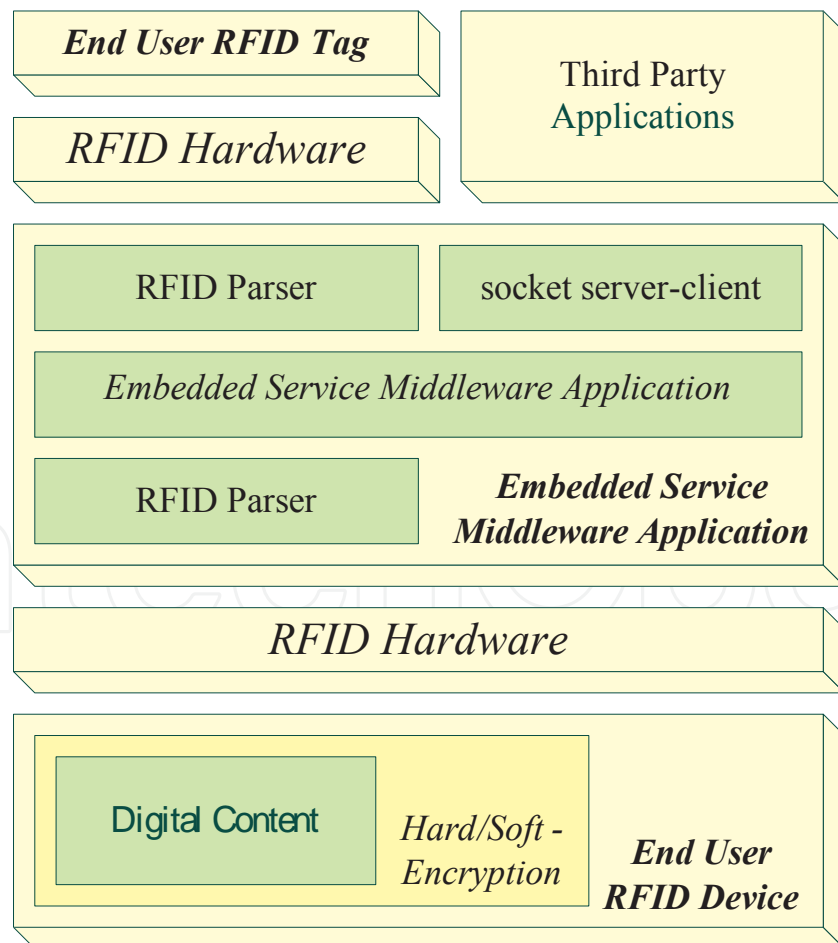 End User RFID Tag
Third Party
Applications
RFID Hardware
RFID Parser
socket server-client
Embedded Service Middleware Application
RFID Parser
Embedded Service
Middleware Application
RFID Hardware
Digital Content
Hard/Soft -
Encryption
End User
RFID Device